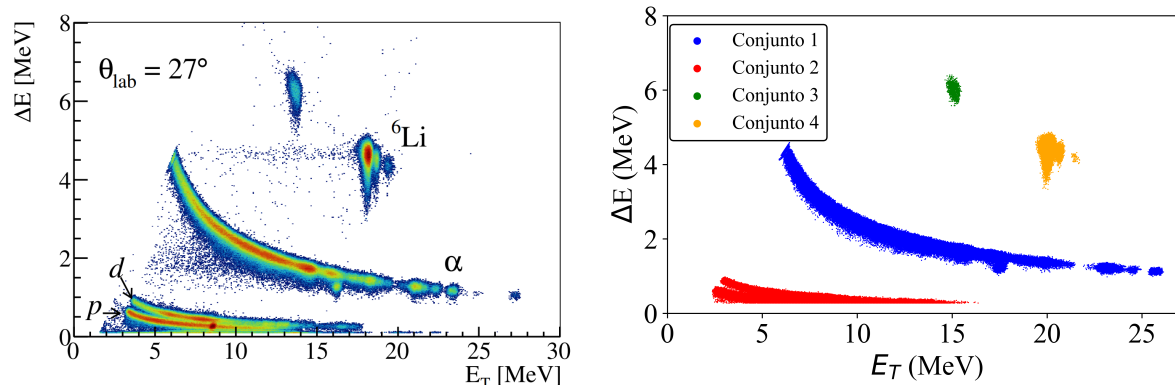 8
6
4
2
0
ΔE [MeV]
θlab = 27°
⁶Li
α
d
p
0 5 10 15 20 25 30
E_T [MeV]
8
6
4
2
0
ΔE (MeV)
Conjunto 1
Conjunto 2
Conjunto 3
Conjunto 4
0 5 10 15 20 25
E_T (MeV)